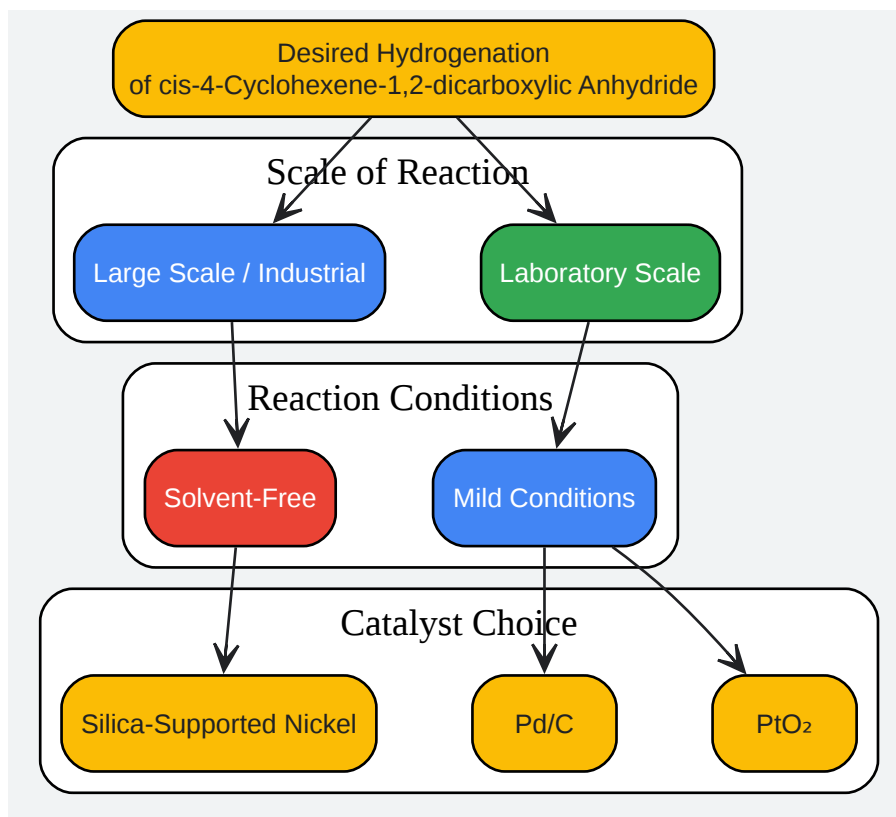 Desired Hydrogenation
of cis-4-Cyclohexene-1,2-dicarboxylic Anhydride
Scale of Reaction
Large Scale / Industrial
Laboratory Scale
Reaction Conditions
Solvent-Free
Mild Conditions
Catalyst Choice
Silica-Supported Nickel
Pd/C
PtO₂